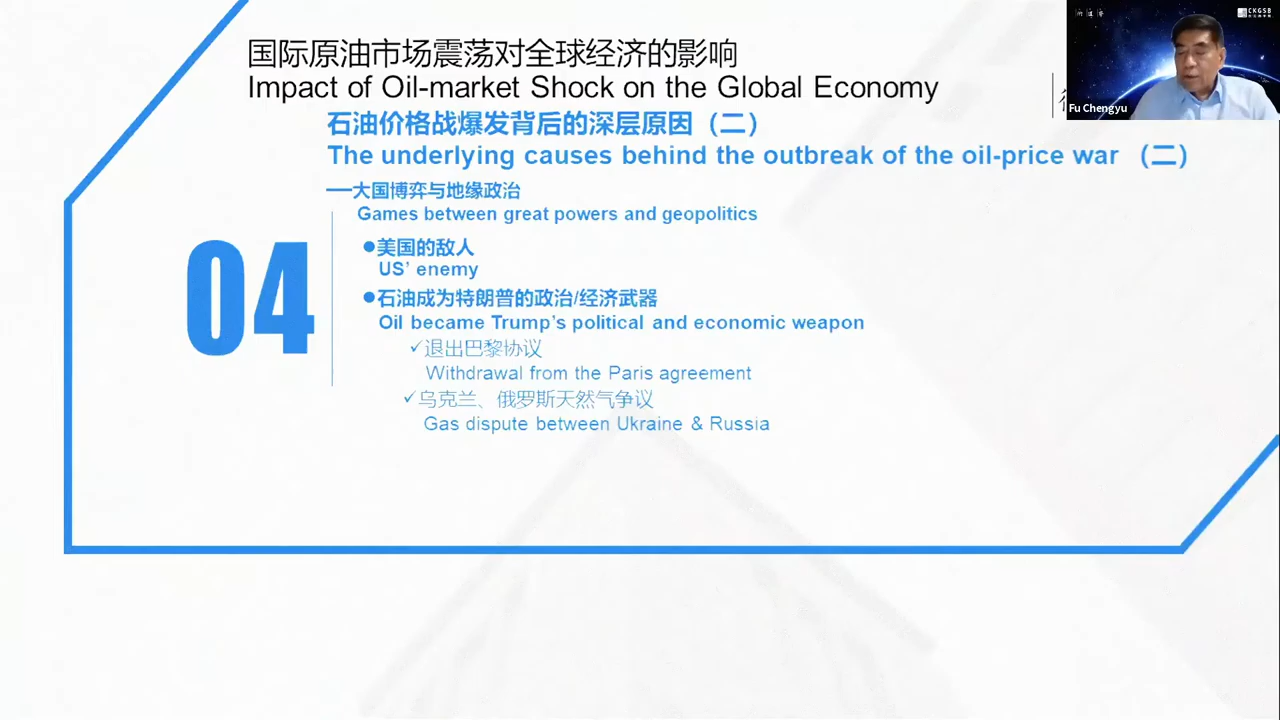 国际原油市场震荡对全球经济的影响
Impact of Oil-market Shock on the Global Economy
CKGSB
Fu Chengyu
石油价格战爆发背后的深层原因（二）
The underlying causes behind the outbreak of the oil-price war （二）
—大国博弈与地缘政治
Games between great powers and geopolitics
04
●美国的敌人
US' enemy
●石油成为特朗普的政治/经济武器
Oil became Trump's political and economic weapon
✓退出巴黎协议
Withdrawal from the Paris agreement
✓乌克兰、俄罗斯天然气争议
Gas dispute between Ukraine & Russia